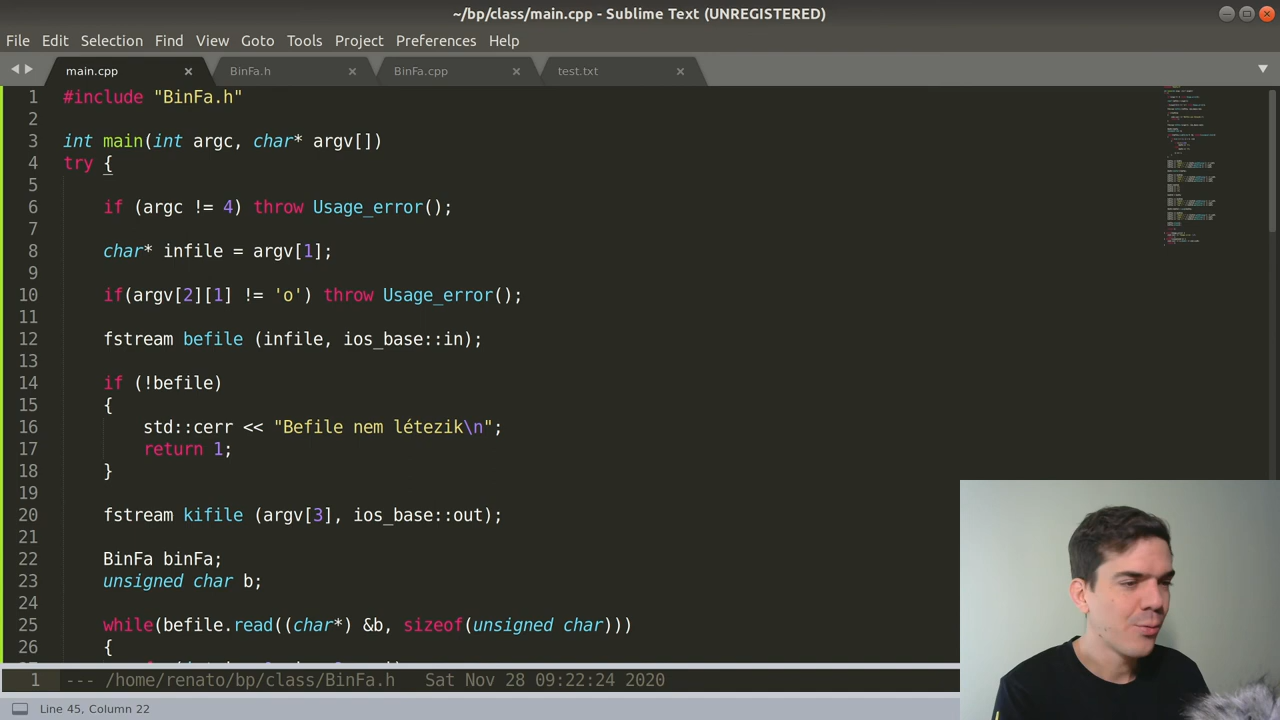 ~/bp/class/main.cpp - Sublime Text (UNREGISTERED)
File Edit Selection Find View Goto Tools Project Preferences Help
main.cpp BinFa.h BinFa.cpp test.txt
1 #include "BinFa.h"
2
3 int main(int argc, char* argv[])
4 try {
5
6 if (argc != 4) throw Usage_error();
7
8 char* infile = argv[1];
9
10 if(argv[2][1] != 'o') throw Usage_error();
11
12 fstream befile (infile, ios_base::in);
13
14 if (!befile)
15 {
16 std::cerr << "Befile nem létezik\n";
17 return 1;
18 }
19
20 fstream kifile (argv[3], ios_base::out);
21
22 BinFa binFa;
23 unsigned char b;
24
25 while(befile.read((char*) &b, sizeof(unsigned char)))
26 {
1 --- /home/renato/bp/class/BinFa.h Sat Nov 28 09:22:24 2020
Line 45, Column 22